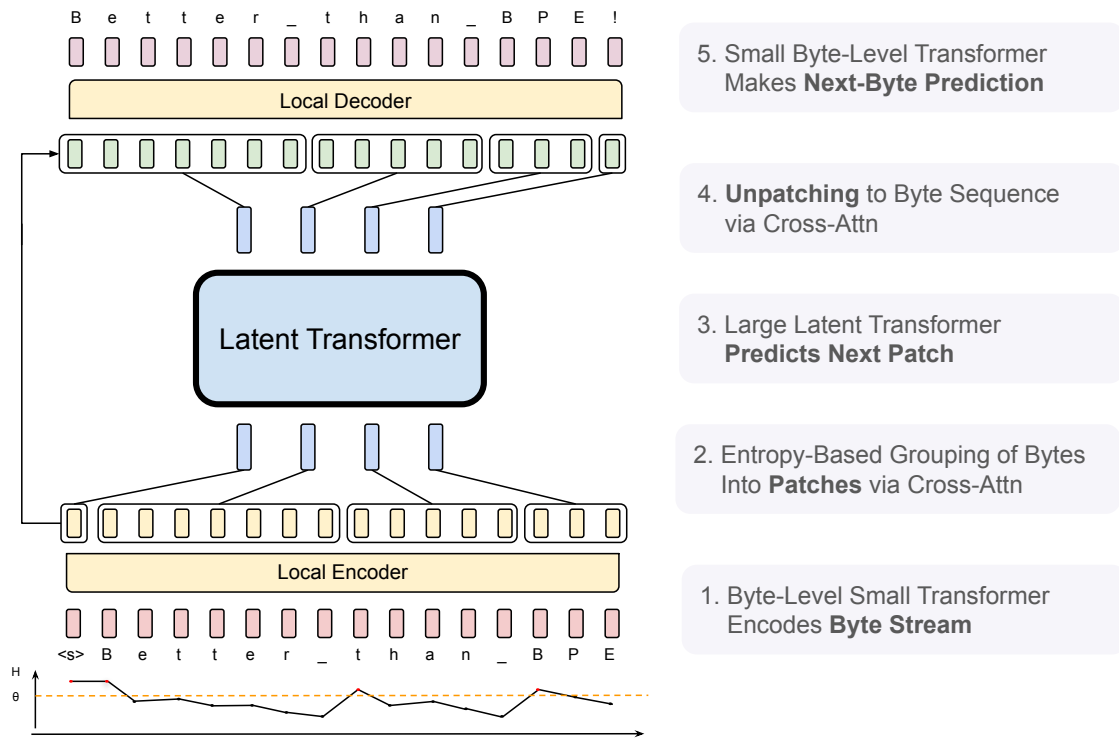 B e t t e r _ t h a n _ B P E !
Local Decoder
5. Small Byte-Level Transformer
Makes Next-Byte Prediction
4. Unpatching to Byte Sequence
via Cross-Attn
Latent Transformer
3. Large Latent Transformer
Predicts Next Patch
2. Entropy-Based Grouping of Bytes
Into Patches via Cross-Attn
Local Encoder
1. Byte-Level Small Transformer
Encodes Byte Stream
<s> B e t t e r _ t h a n _ B P E
H
θ